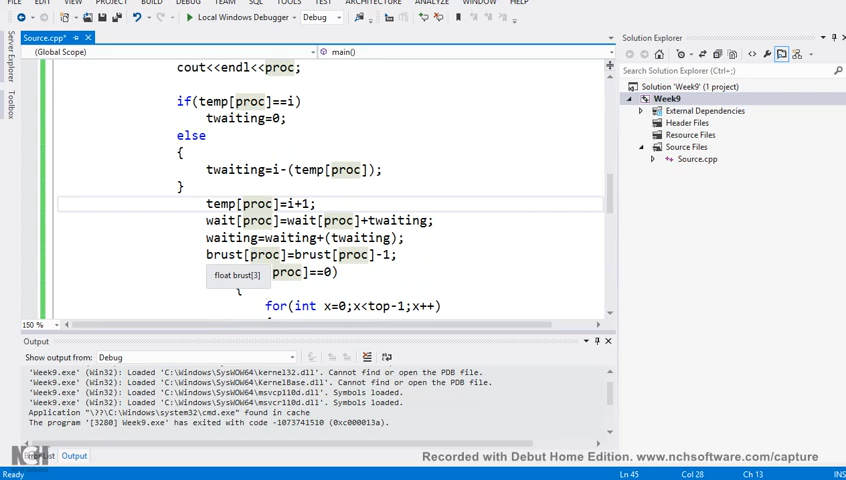 FILE EDIT VIEW PROJECT BUILD DEBUG TEAM SQL TOOLS TEST ARCHITECTURE ANALYZE WINDOW HELP
Local Windows Debugger Debug
Source.cpp*
(Global Scope) main()
Server Explorer
Toolbox
cout<<endl<<proc;
if(temp[proc]==i)
twaiting=0;
else
{
twaiting=i-(temp[proc]);
}
temp[proc]=i+1;
wait[proc]=wait[proc]+twaiting;
waiting=waiting+(twaiting);
brust[proc]=brust[proc]-1;
float brust[3]
proc]==0)
{
for(int x=0;x<top-1;x++)
150 %
Solution Explorer
Search Solution Explorer (Ctrl+;)
Solution 'Week9' (1 project)
Week9
External Dependencies
Header Files
Resource Files
Source Files
Source.cpp
Output
Show output from: Debug
'Week9.exe' (Win32): Loaded 'C:\Windows\SysWOW64\kernel32.dll'. Cannot find or open the PDB file.
'Week9.exe' (Win32): Loaded 'C:\Windows\SysWOW64\KernelBase.dll'. Cannot find or open the PDB file.
'Week9.exe' (Win32): Loaded 'C:\Windows\SysWOW64\msvcp110d.dll'. Symbols loaded.
'Week9.exe' (Win32): Loaded 'C:\Windows\SysWOW64\msvcr110d.dll'. Symbols loaded.
Application "\??\C:\Windows\system32\cmd.exe" found in cache
The program '[3280] Week9.exe' has exited with code -1073741510 (0xc000013a).
NCH
Error List Output
Recorded with Debut Home Edition. www.nchsoftware.com/capture
Ready Ln 45 Col 28 Ch 13 INS